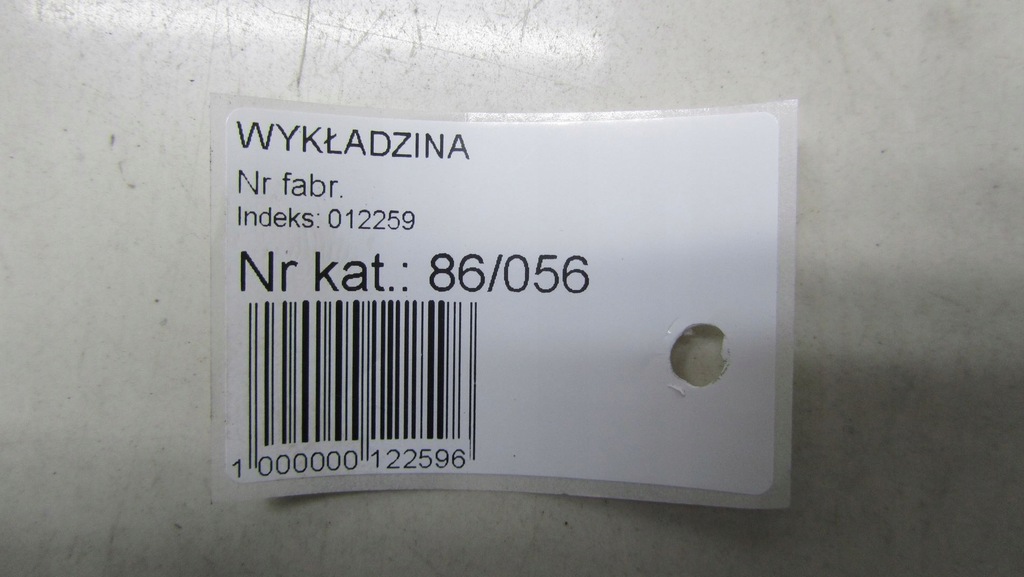 WYKŁADZINA
Nr fabr.
Indeks: 012259
Nr kat.: 86/056
1 000000 122596